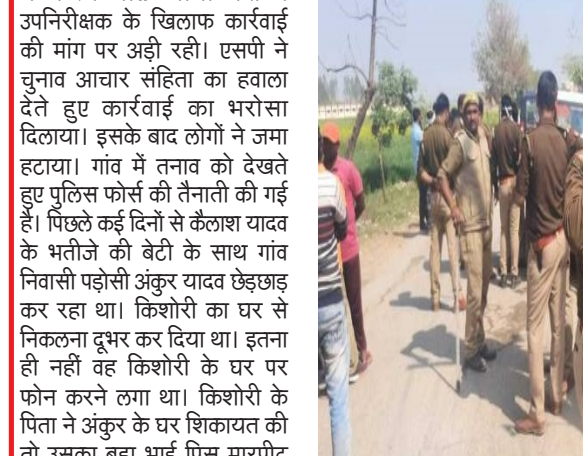 उपनिरीक्षक के खिलाफ कार्रवाई
की मांग पर अड़ी रही। एसपी ने
चुनाव आचार संहिता का हवाला
देते हुए कार्रवाई का भरोसा
दिलाया। इसके बाद लोगों ने जमा
हटाया। गांव में तनाव को देखते
हुए पुलिस फोर्स की तैनाती की गई
है। पिछले कई दिनों से कैलाश यादव
के भतीजे की बेटी के साथ गांव
निवासी पड़ोसी अंकुर यादव छेड़छाड़
कर रहा था। किशोरी का घर से
निकलना दूभर कर दिया था। इतना
ही नहीं वह किशोरी के घर पर
फोन करने लगा था। किशोरी के
पिता ने अंकुर के घर शिकायत की
तो उसका बड़ा भाई